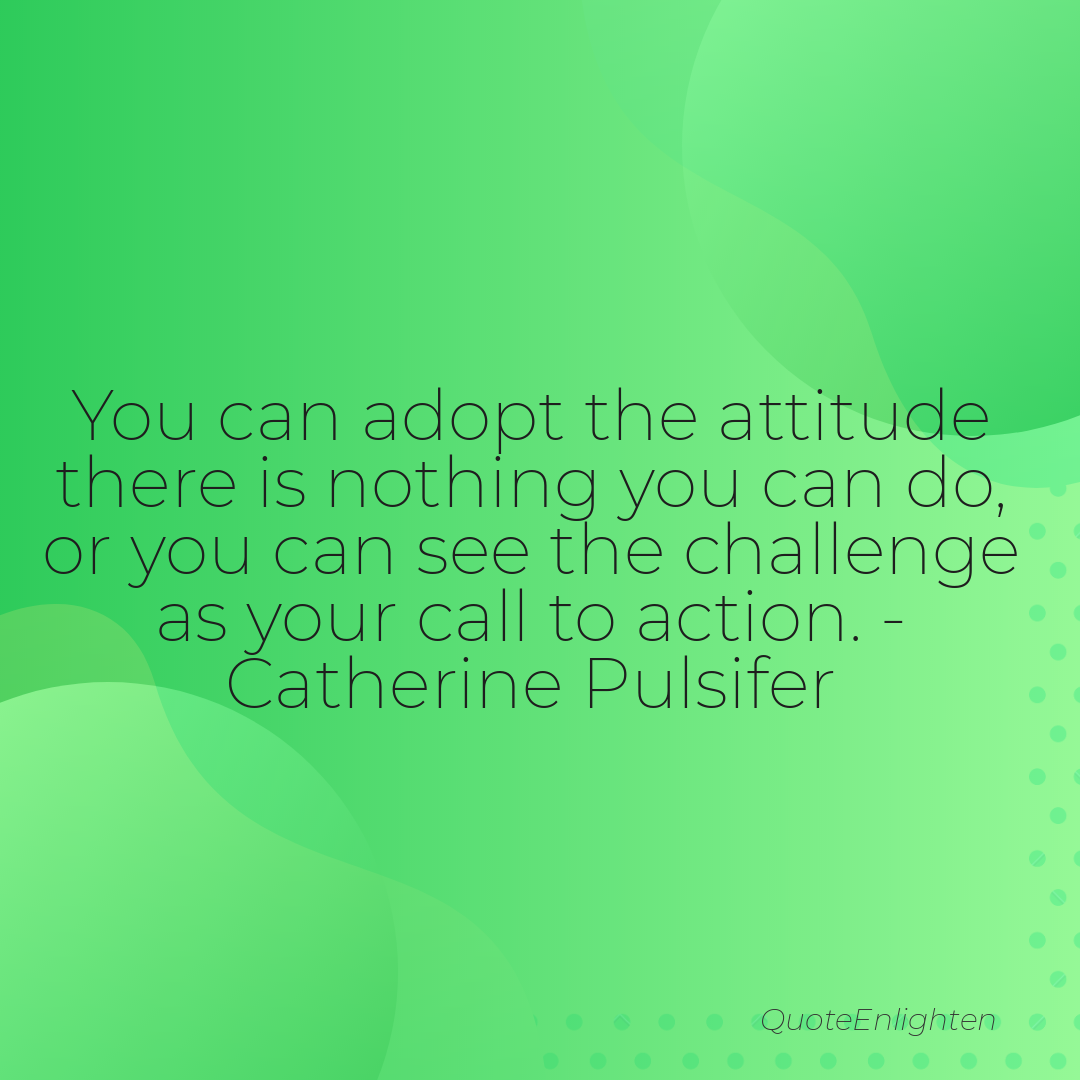 You can adopt the attitude
there is nothing you can do,
or you can see the challenge
as your call to action. -
Catherine Pulsifer
QuoteEnlighten